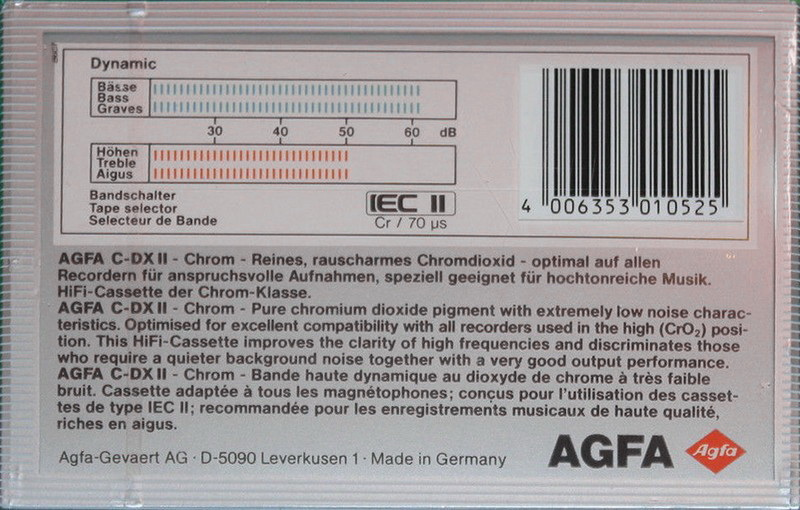 Dynamic
Bässe
Bass
Graves
30 40 50 60 dB
Höhen
Treble
Aigus
Bandschalter
Tape selector
Selecteur de Bande
IEC II
Cr / 70 µs
4 006353 010525
AGFA C-DX II - Chrom - Reines, rauscharmes Chromdioxid - optimal auf allen
Recordern für anspruchsvolle Aufnahmen, speziell geeignet für hochtonreiche Musik.
HiFi-Cassette der Chrom-Klasse.
AGFA C-DX II - Chrom - Pure chromium dioxide pigment with extremely low noise charac-
teristics. Optimised for excellent compatibility with all recorders used in the high (CrO₂) posi-
tion. This HiFi-Cassette improves the clarity of high frequencies and discriminates those
who require a quieter background noise together with a very good output performance.
AGFA C-DX II - Chrom - Bande haute dynamique au dioxyde de chrome à très faible
bruit. Cassette adaptée à tous les magnétophones; conçus pour l'utilisation des casset-
tes de type IEC II; recommandée pour les enregistrements musicaux de haute qualité,
riches en aigus.
Agfa-Gevaert AG · D-5090 Leverkusen 1 · Made in Germany
AGFA
Agfa